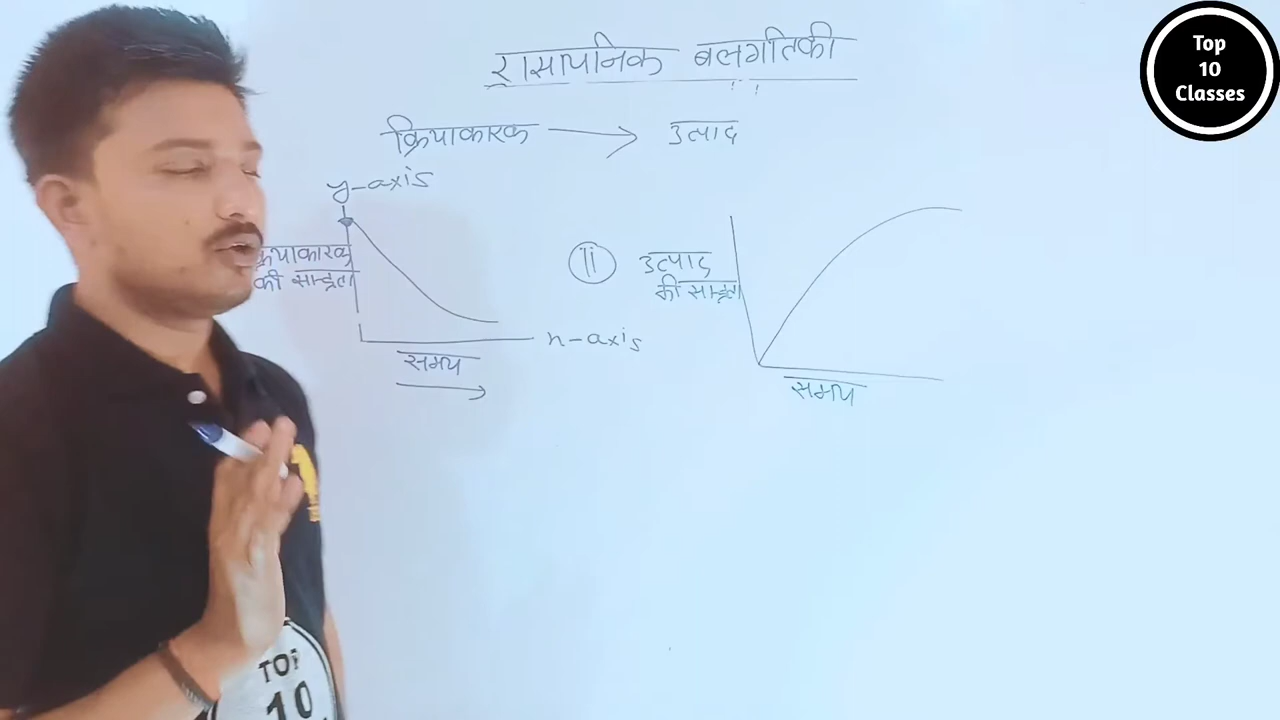 रासायनिक बलगतिकी
क्रियाकारक → उत्पाद
y-axis
क्रियाकारक
की सान्द्रता
समय
n-axis
ii
उत्पाद
की सान्द्रता
समय
Top
10
Classes
TOP
10